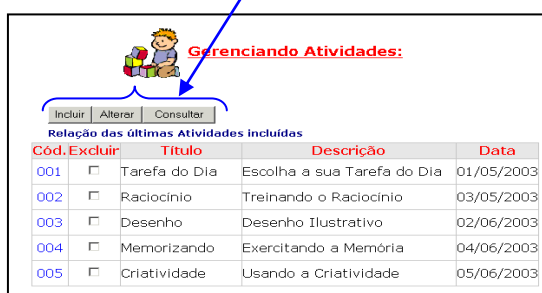 Gerenciando Atividades:
Incluir Alterar Consultar
Relação das últimas Atividades incluídas
Cód. Excluir Título Descrição Data
001 Tarefa do Dia Escolha a sua Tarefa do Dia 01/05/2003
002 Raciocínio Treinando o Raciocínio 03/05/2003
003 Desenho Desenho Ilustrativo 02/06/2003
004 Memorizando Exercitando a Memória 04/06/2003
005 Criatividade Usando a Criatividade 05/06/2003